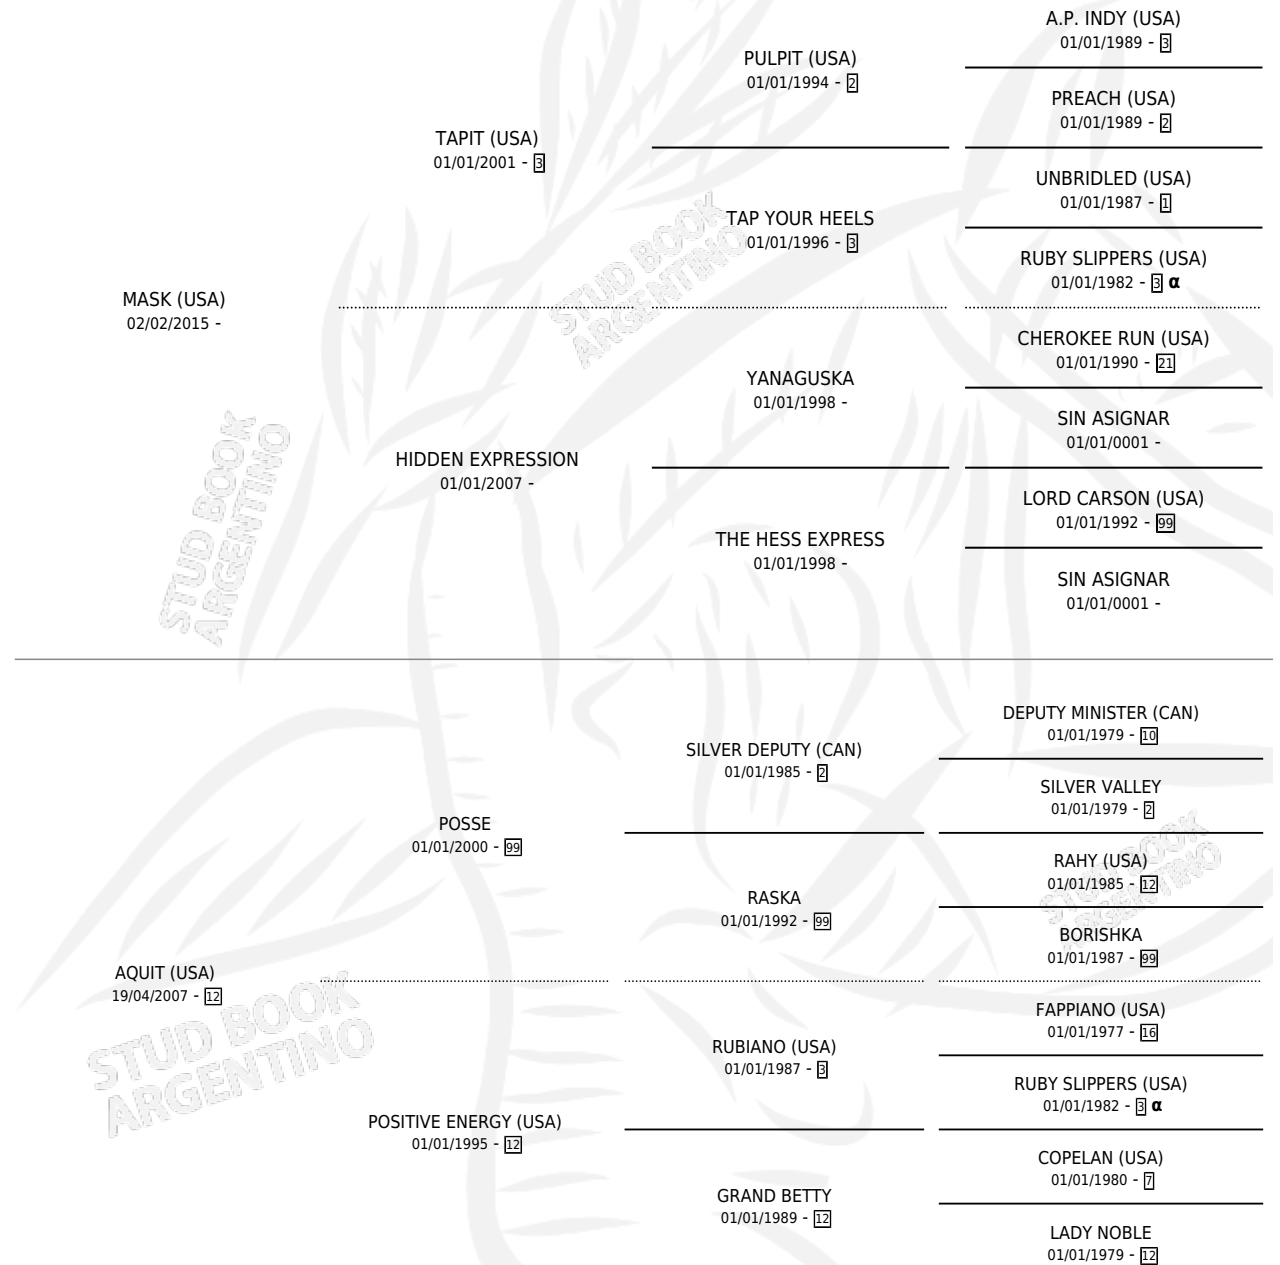 A.P. INDY (USA)
01/01/1989 - 3
PULPIT (USA)
01/01/1994 - 2
PREACH (USA)
01/01/1989 - 2
TAPIT (USA)
01/01/2001 - 3
UNBRIDLED (USA)
01/01/1987 - 1
TAP YOUR HEELS
01/01/1996 - 3
RUBY SLIPPERS (USA)
01/01/1982 - 3 α
MASK (USA)
02/02/2015 -
CHEROKEE RUN (USA)
01/01/1990 - 21
YANAGUSKA
01/01/1998 -
SIN ASIGNAR
01/01/0001 -
HIDDEN EXPRESSION
01/01/2007 -
LORD CARSON (USA)
01/01/1992 - 99
THE HESS EXPRESS
01/01/1998 -
SIN ASIGNAR
01/01/0001 -
DEPUTY MINISTER (CAN)
01/01/1979 - 10
SILVER DEPUTY (CAN)
01/01/1985 - 2
SILVER VALLEY
01/01/1979 - 2
POSSE
01/01/2000 - 99
RAHY (USA)
01/01/1985 - 12
RASKA
01/01/1992 - 99
BORISHKA
01/01/1987 - 99
AQUIT (USA)
19/04/2007 - 12
FAPPIANO (USA)
01/01/1977 - 16
RUBIANO (USA)
01/01/1987 - 3
RUBY SLIPPERS (USA)
01/01/1982 - 3 α
POSITIVE ENERGY (USA)
01/01/1995 - 12
COPELAN (USA)
01/01/1980 - 7
GRAND BETTY
01/01/1989 - 12
LADY NOBLE
01/01/1979 - 12
STUD BOOK
ARGENTINO
STUD BOOK
ARGENTINO
STUD BOOK
ARGENTINO
STUD BOOK
ARGENTINO